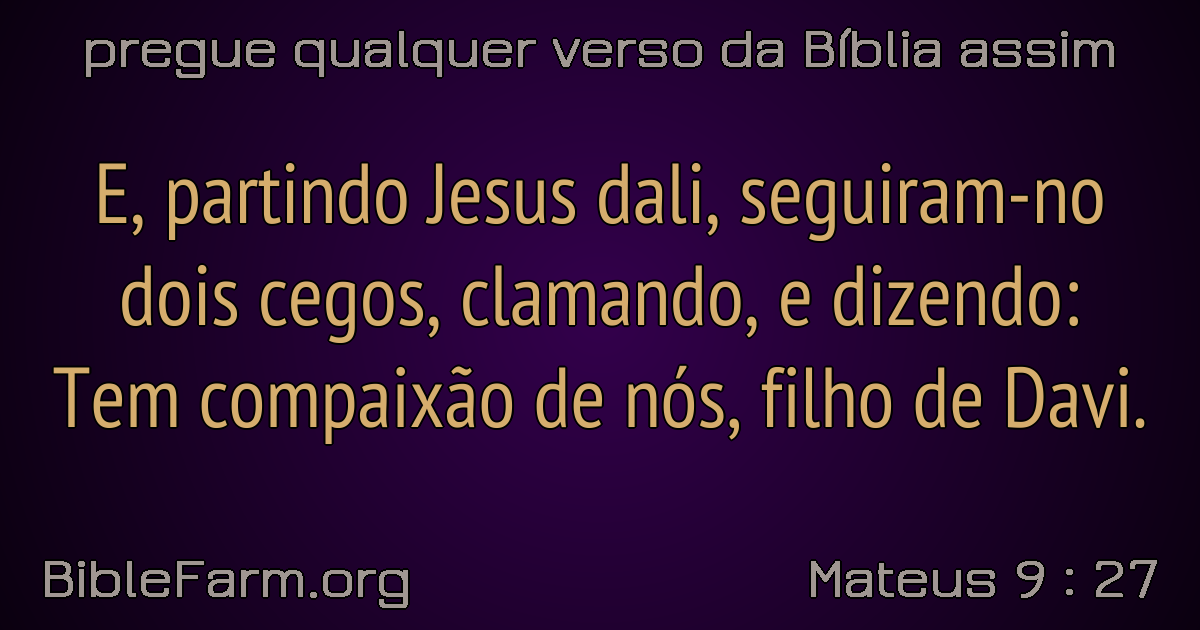 pregue qualquer verso da Bíblia assim
E, partindo Jesus dali, seguiram-no
dois cegos, clamando, e dizendo:
Tem compaixão de nós, filho de Davi.
BibleFarm.org
Mateus 9 : 27